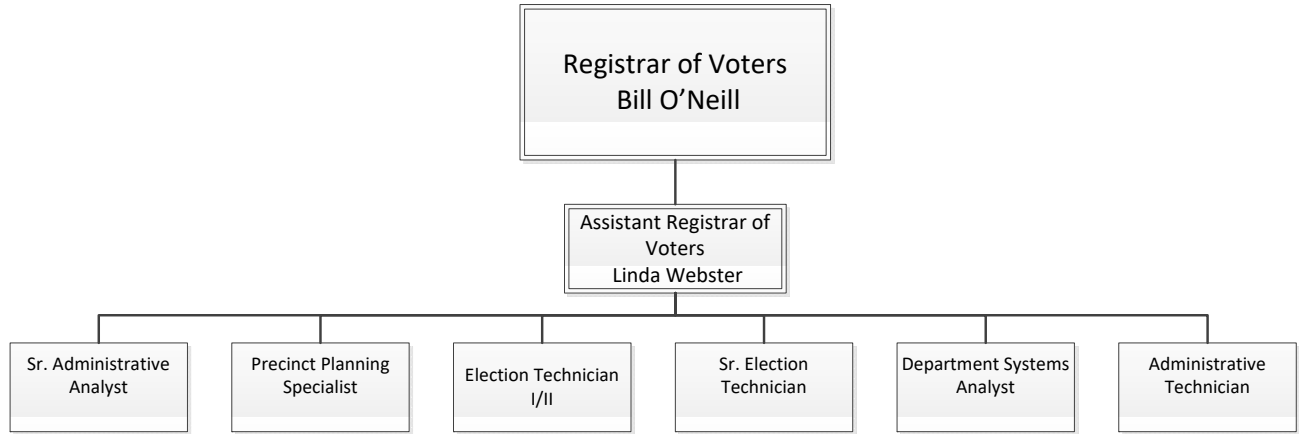 Registrar of Voters
Bill O’Neill
Assistant Registrar of
Voters
Linda Webster
Sr. Administrative
Analyst
Precinct Planning
Specialist
Election Technician
I/II
Sr. Election
Technician
Department Systems
Analyst
Administrative
Technician